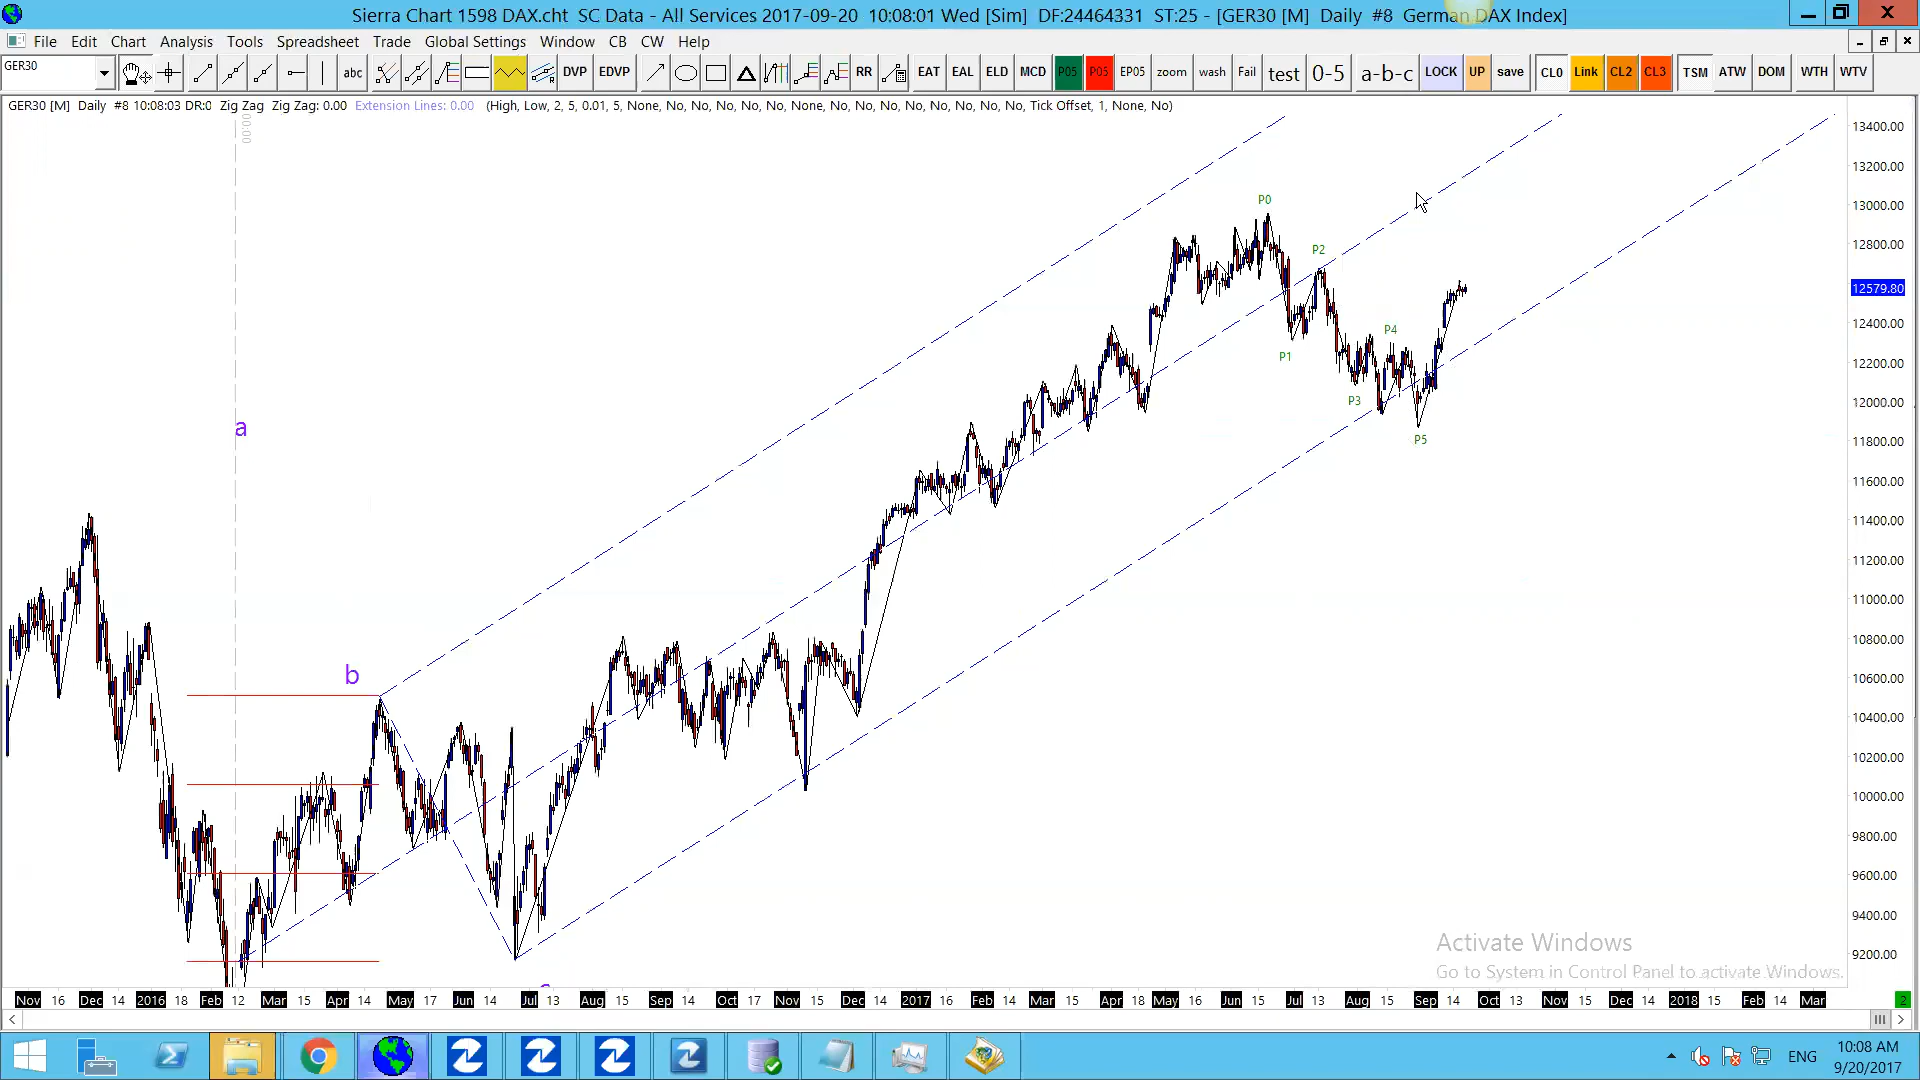 Sierra Chart 1598 DAX.cht  SC Data - All Services 2017-09-20  10:08:01 Wed [Sim]  DF:24464331  ST:25 - [GER30 [M]  Daily  #8  German DAX Index]
File Edit Chart Analysis Tools Spreadsheet Trade Global Settings Window CB CW Help
GER30 abc DVP EDVP RR EAT EAL ELD MCD P05 P05 EP05 zoom wash Fail test 0-5 a-b-c LOCK UP save CL0 Link CL2 CL3 TSM ATW DOM WTH WTV
GER30 [M]  Daily  #8 10:08:03 DR:0  Zig Zag  Zig Zag: 0.00  Extension Lines: 0.00  (High, Low, 2, 5, 0.01, 5, None, No, No, No, No, No, None, No, No, No, No, No, No, No, No, Tick Offset, 1, None, No)
00:00
13400.00
13200.00
13000.00
12800.00
12579.80
12400.00
12200.00
12000.00
11800.00
11600.00
11400.00
11200.00
11000.00
10800.00
10600.00
10400.00
10200.00
10000.00
9800.00
9600.00
9400.00
9200.00
P0
P2
P4
P1
P3
P5
a
b
Activate Windows
Go to System in Control Panel to activate Windows.
Nov 16 Dec 14 2016 18 Feb 12 Mar 15 Apr 14 May 17 Jun 14 Jul 13 Aug 15 Sep 14 Oct 17 Nov 15 Dec 14 2017 16 Feb 14 Mar 15 Apr 18 May 16 Jun 15 Jul 13 Aug 15 Sep 14 Oct 13 Nov 15 Dec 14 2018 15 Feb 14 Mar 2
ENG
10:08 AM
9/20/2017